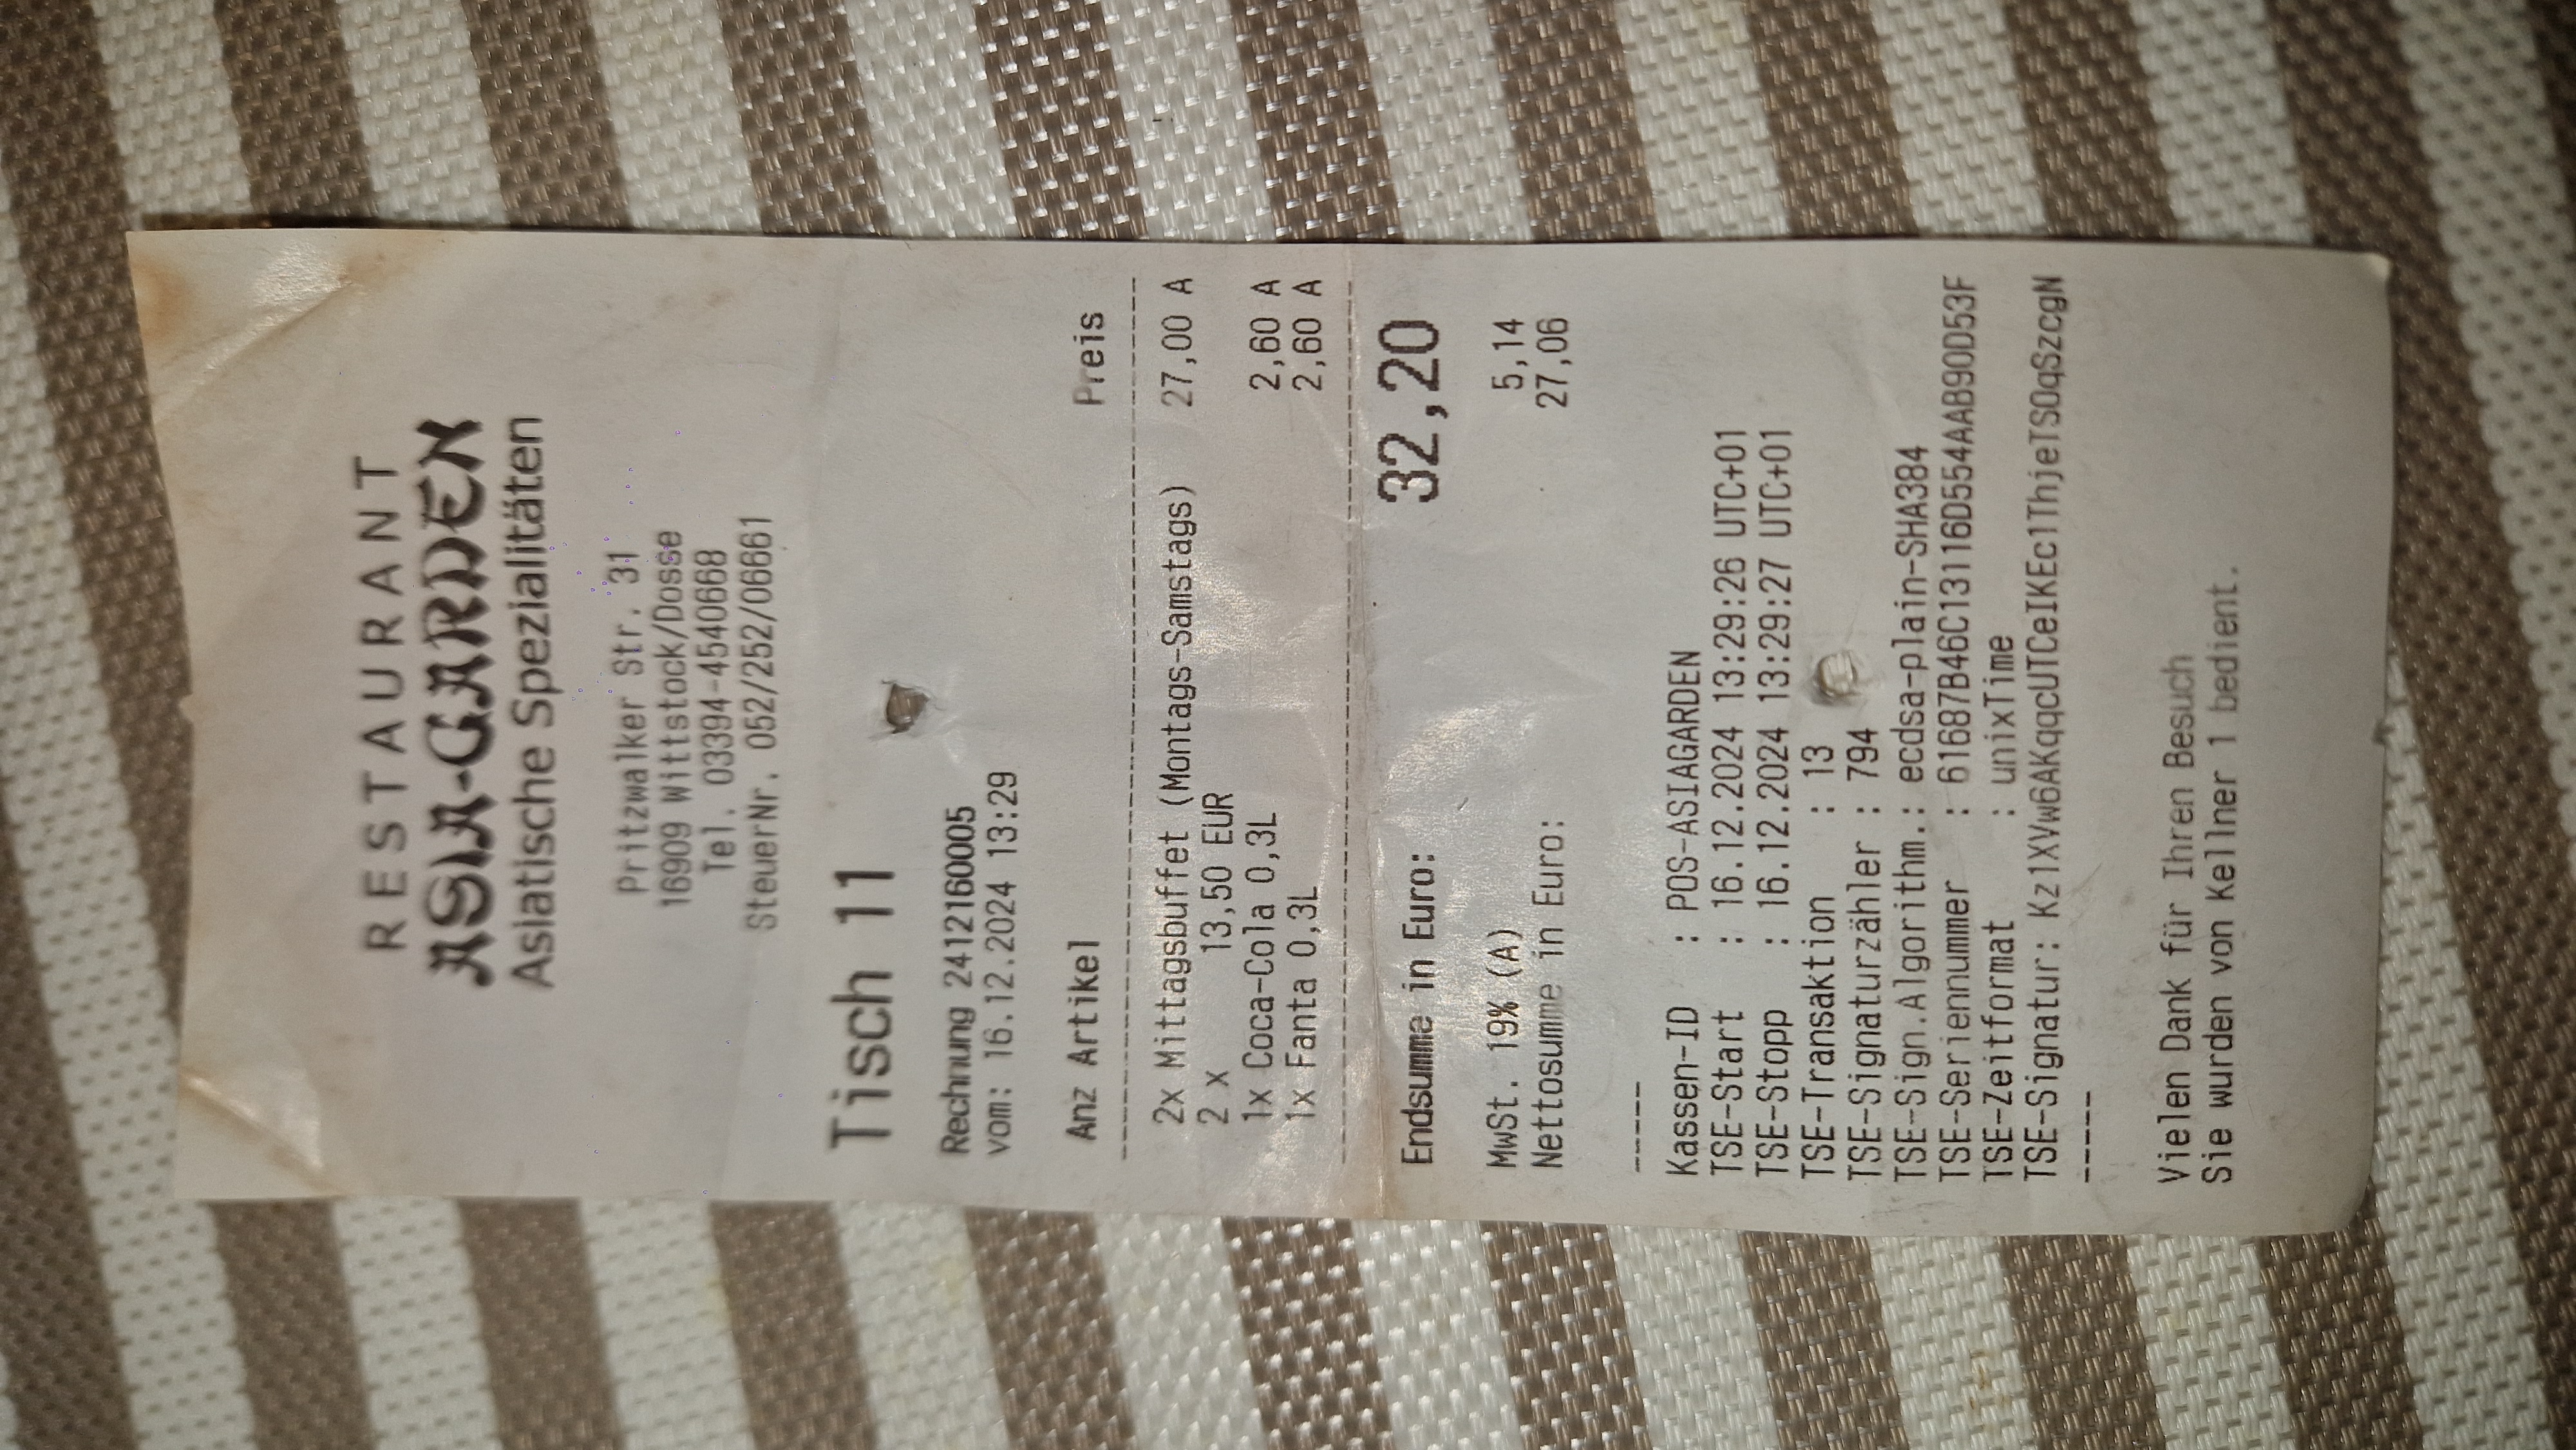 RESTAURANT
ASIA-GARDEN
Asiatische Spezialitäten
Pritzwalker Str. 31
16909 Wittstock/Dosse
Tel. 03394-4540668
SteuerNr. 052/252/06661
Tisch 11
Rechnung 2412160005
vom: 16.12.2024 13:29
Anz Artikel Preis
2x Mittagsbuffet (Montags-Samstags) 27,00 A
2 x 13,50 EUR
1x Coca-Cola 0,3L 2,60 A
1x Fanta 0,3L 2,60 A
Endsumme in Euro: 32,20
MwSt. 19% (A) 5,14
Nettosumme in Euro: 27,06
-----
Kassen-ID : POS-ASIAGARDEN
TSE-Start : 16.12.2024 13:29:26 UTC+01
TSE-Stopp : 16.12.2024 13:29:27 UTC+01
TSE-Transaktion : 13
TSE-Signaturzähler : 794
TSE-Sign.Algorithm.: ecdsa-plain-SHA384
TSE-Seriennummer : 61687B46C13116D554AAB90D53F
TSE-Zeitformat : unixTime
TSE-Signatur: Kz1XVw6AKqqcUTCeIKEc1ThjeTSOqSzcgN
-----
Vielen Dank für Ihren Besuch
Sie wurden von Kellner 1 bedient.